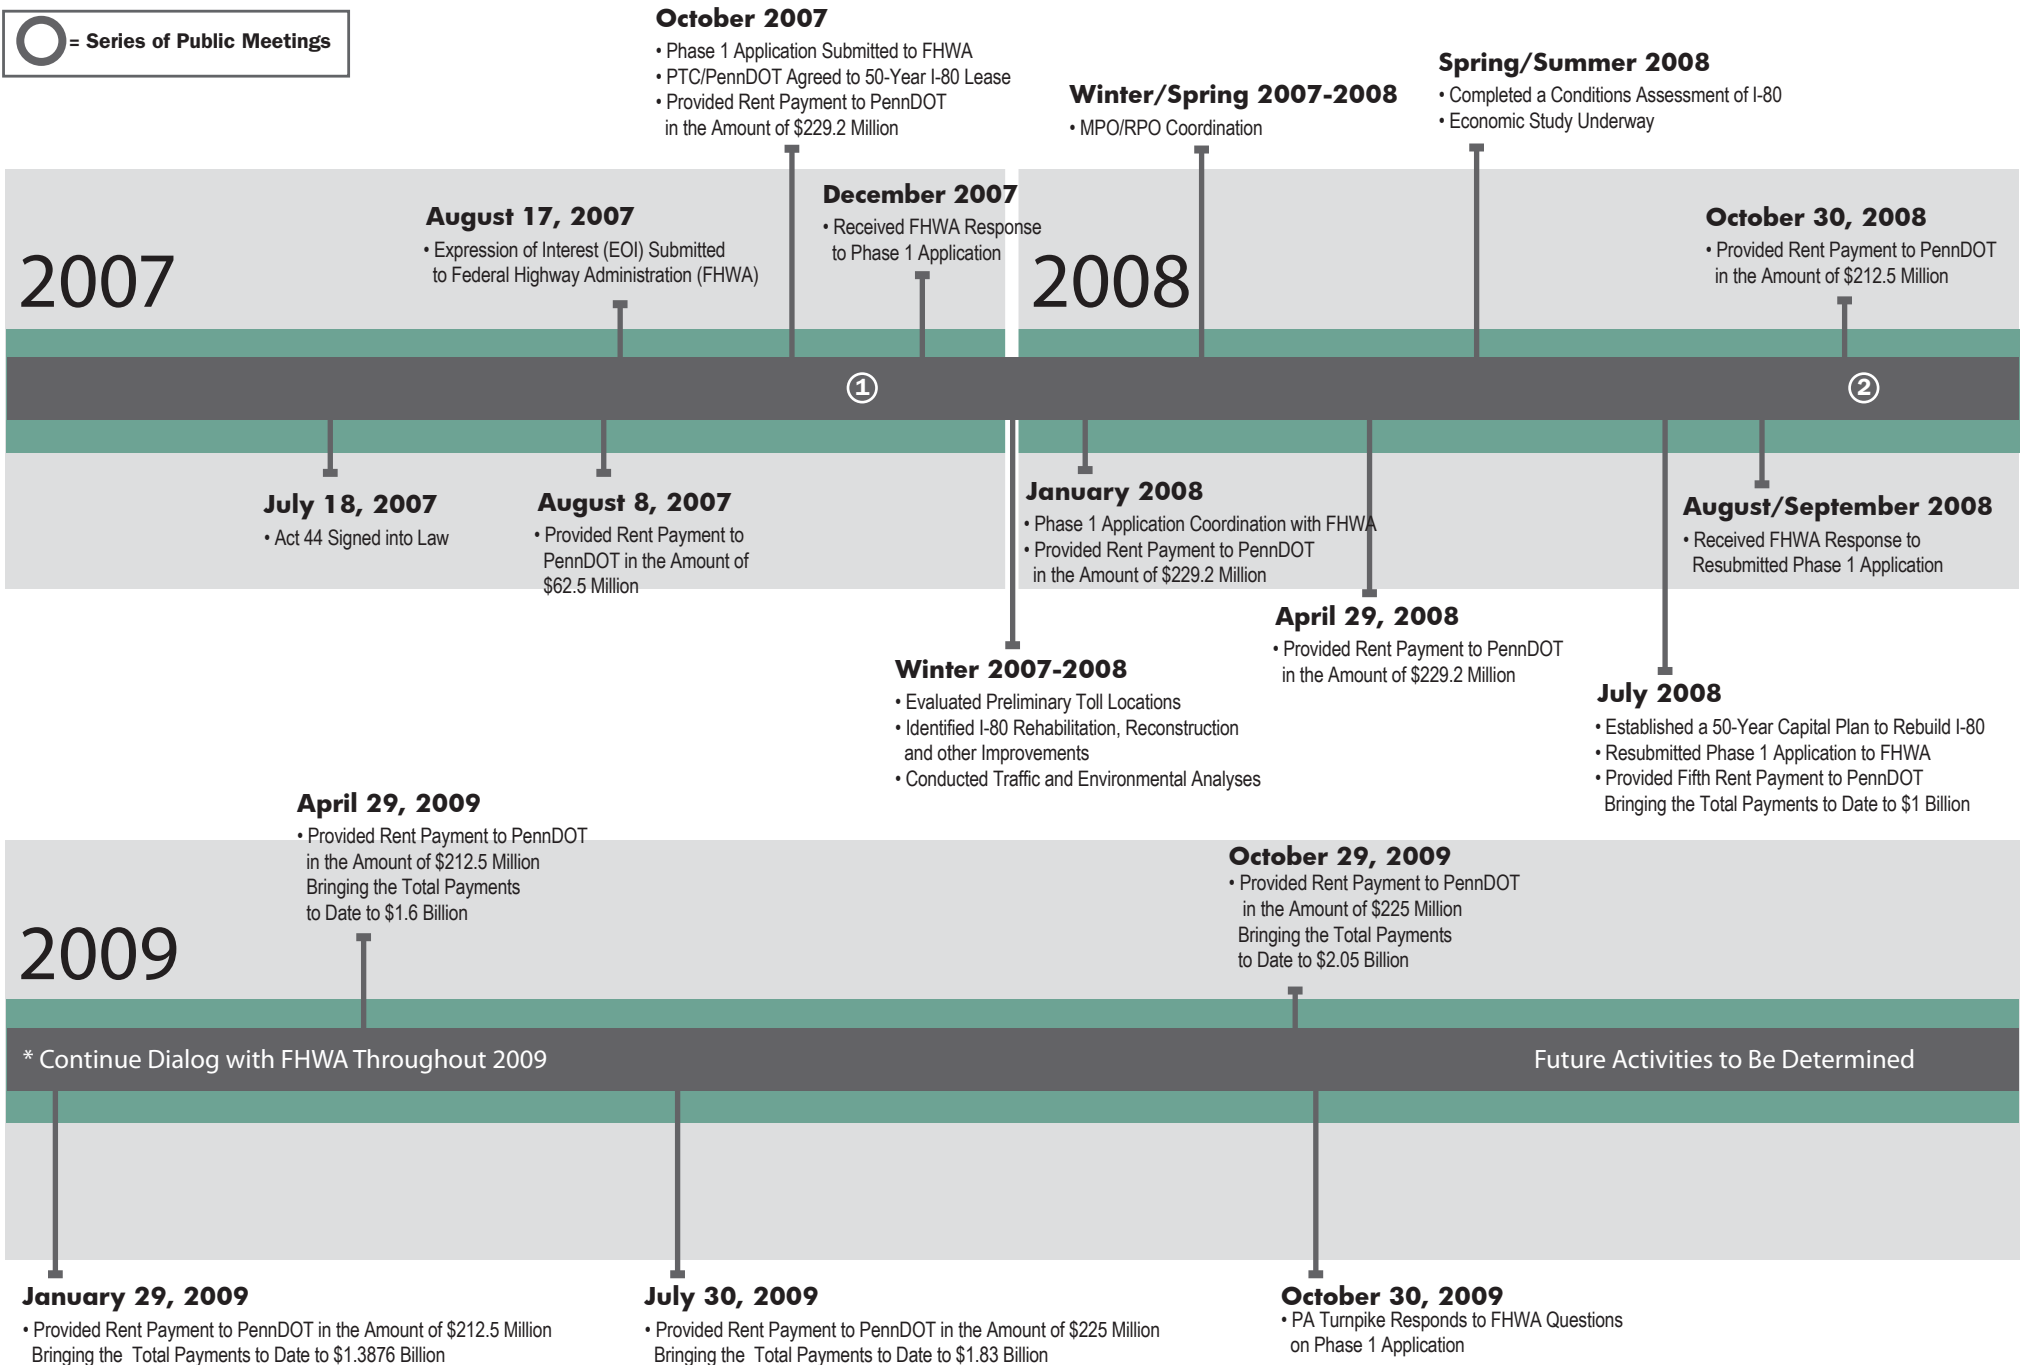 = Series of Public Meetings
October 2007
• Phase 1 Application Submitted to FHWA
• PTC/PennDOT Agreed to 50-Year I-80 Lease
• Provided Rent Payment to PennDOT
in the Amount of $229.2 Million
Winter/Spring 2007-2008
• MPO/RPO Coordination
Spring/Summer 2008
• Completed a Conditions Assessment of I-80
• Economic Study Underway
2007
August 17, 2007
• Expression of Interest (EOI) Submitted
to Federal Highway Administration (FHWA)
December 2007
• Received FHWA Response
to Phase 1 Application
2008
October 30, 2008
• Provided Rent Payment to PennDOT
in the Amount of $212.5 Million
1
2
July 18, 2007
• Act 44 Signed into Law
August 8, 2007
• Provided Rent Payment to
PennDOT in the Amount of
$62.5 Million
January 2008
• Phase 1 Application Coordination with FHWA
• Provided Rent Payment to PennDOT
in the Amount of $229.2 Million
August/September 2008
• Received FHWA Response to
Resubmitted Phase 1 Application
Winter 2007-2008
• Evaluated Preliminary Toll Locations
• Identified I-80 Rehabilitation, Reconstruction
and other Improvements
• Conducted Traffic and Environmental Analyses
April 29, 2008
• Provided Rent Payment to PennDOT
in the Amount of $229.2 Million
July 2008
• Established a 50-Year Capital Plan to Rebuild I-80
• Resubmitted Phase 1 Application to FHWA
• Provided Fifth Rent Payment to PennDOT
Bringing the Total Payments to Date to $1 Billion
2009
April 29, 2009
• Provided Rent Payment to PennDOT
in the Amount of $212.5 Million
Bringing the Total Payments
to Date to $1.6 Billion
October 29, 2009
• Provided Rent Payment to PennDOT
in the Amount of $225 Million
Bringing the Total Payments
to Date to $2.05 Billion
* Continue Dialog with FHWA Throughout 2009
Future Activities to Be Determined
January 29, 2009
• Provided Rent Payment to PennDOT in the Amount of $212.5 Million
Bringing the Total Payments to Date to $1.3876 Billion
July 30, 2009
• Provided Rent Payment to PennDOT in the Amount of $225 Million
Bringing the Total Payments to Date to $1.83 Billion
October 30, 2009
• PA Turnpike Responds to FHWA Questions
on Phase 1 Application